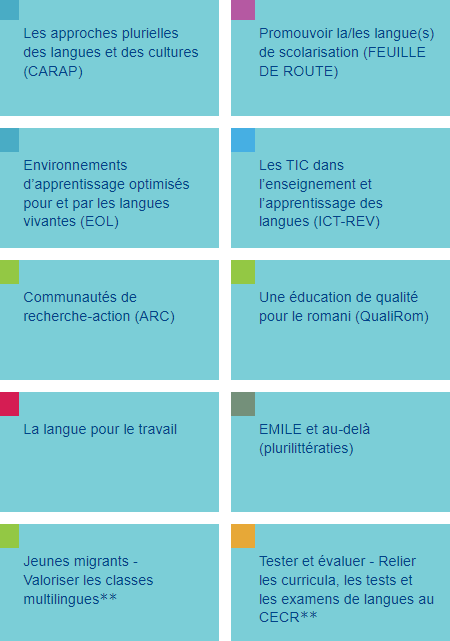 Les approches plurielles
des langues et des cultures
(CARAP)
Promouvoir la/les langue(s)
de scolarisation (FEUILLE
DE ROUTE)
Environnements
d'apprentissage optimisés
pour et par les langues
vivantes (EOL)
Les TIC dans
l'enseignement et
l'apprentissage des
langues (ICT-REV)
Communautés de
recherche-action (ARC)
Une éducation de qualité
pour le romani (QualiRom)
La langue pour le travail
EMILE et au-delà
(plurilittératies)
Jeunes migrants -
Valoriser les classes
multilingues**
Tester et évaluer - Relier
les curricula, les tests et
les examens de langues au
CECR**